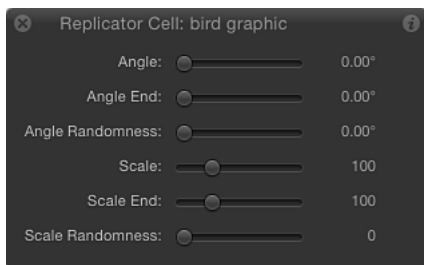 Replicator Cell: bird graphic
Angle: 0.00°
Angle End: 0.00°
Angle Randomness: 0.00°
Scale: 100
Scale End: 100
Scale Randomness: 0